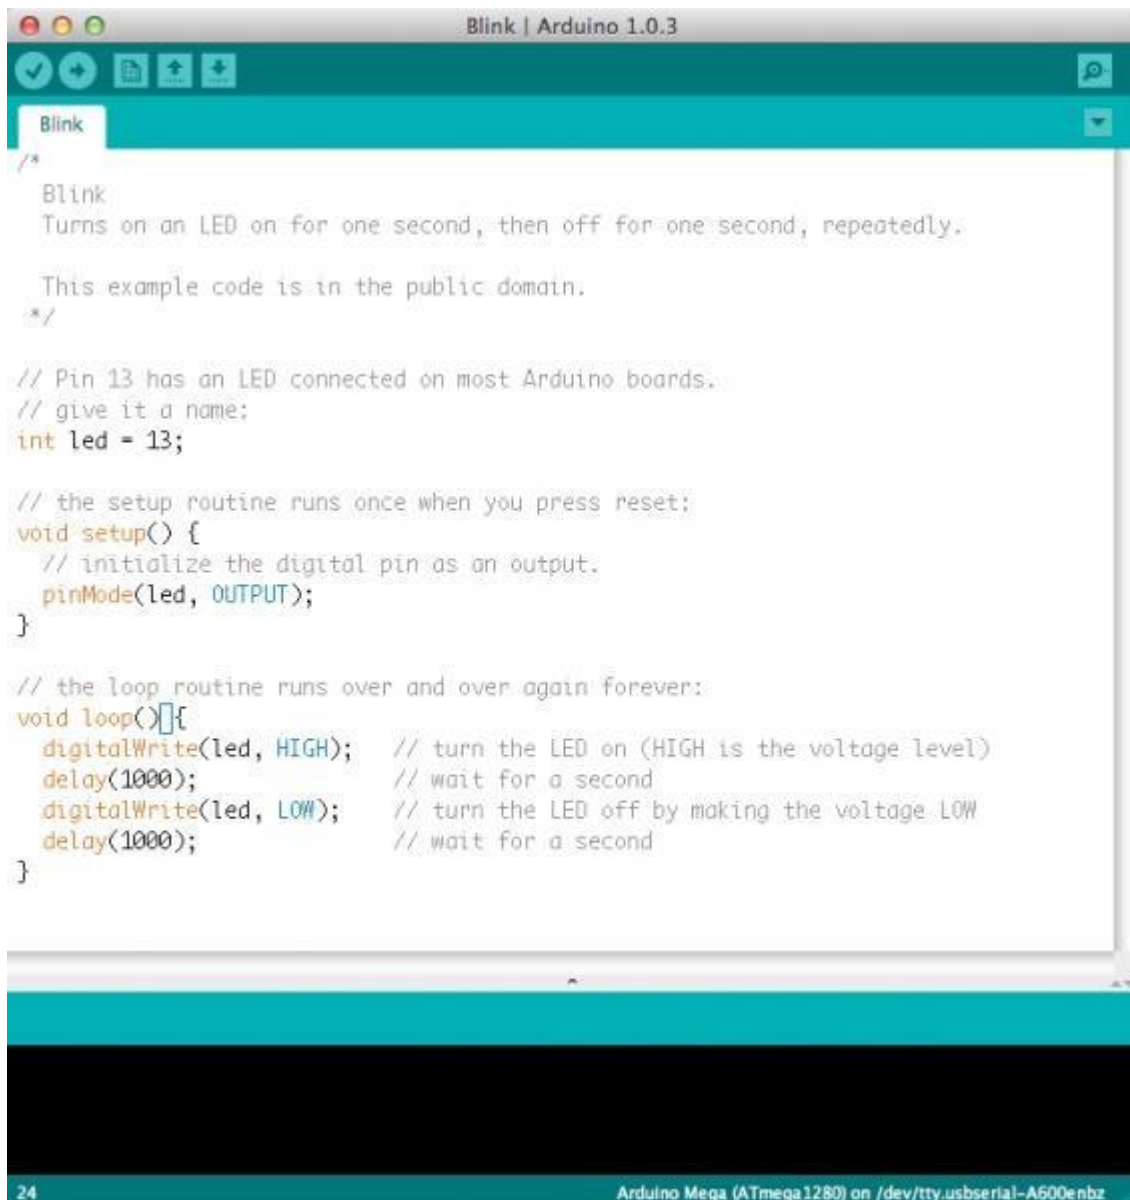 Blink | Arduino 1.0.3
Blink
/*
  Blink
  Turns on an LED on for one second, then off for one second, repeatedly.

  This example code is in the public domain.
 */

// Pin 13 has an LED connected on most Arduino boards.
// give it a name:
int led = 13;

// the setup routine runs once when you press reset:
void setup() {
  // initialize the digital pin as an output.
  pinMode(led, OUTPUT);
}

// the loop routine runs over and over again forever:
void loop() {
  digitalWrite(led, HIGH);   // turn the LED on (HIGH is the voltage level)
  delay(1000);               // wait for a second
  digitalWrite(led, LOW);    // turn the LED off by making the voltage LOW
  delay(1000);               // wait for a second
}
24 Arduino Mega (ATmega1280) on /dev/tty.usbserial-A600enbz